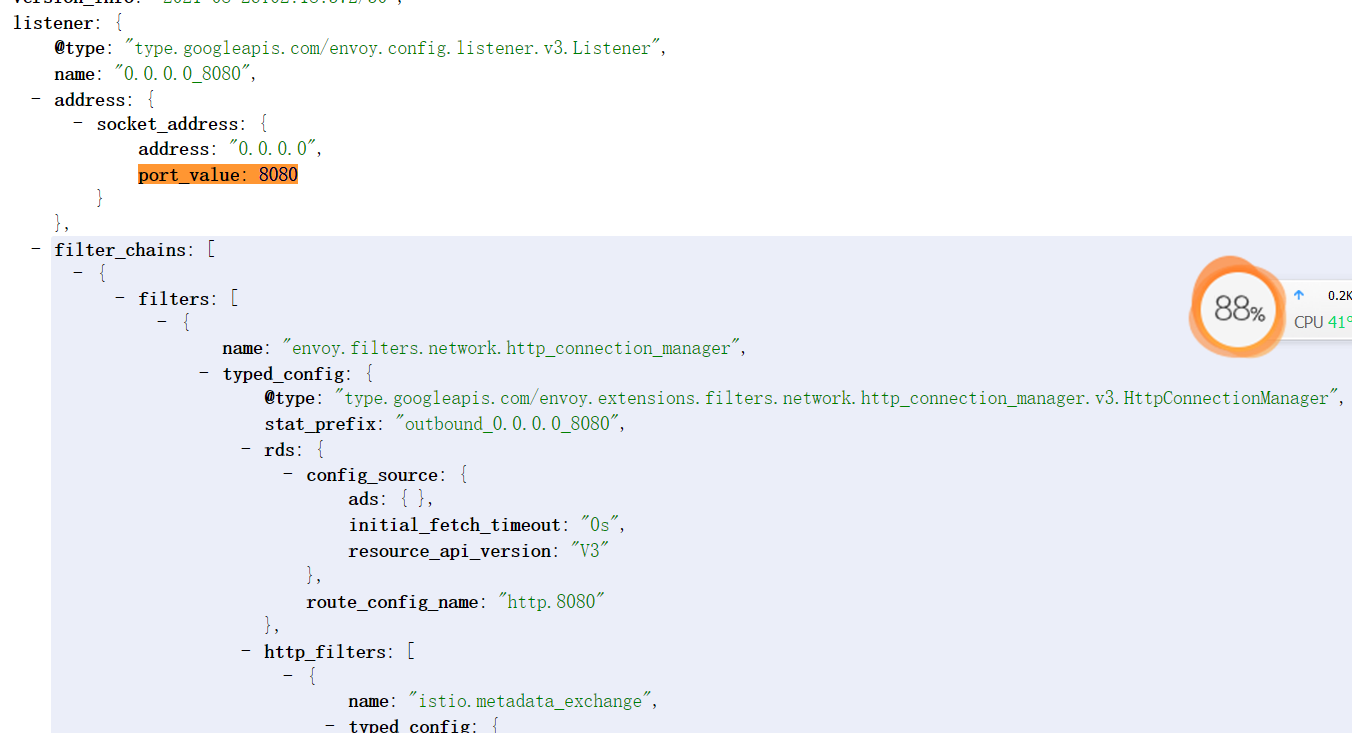 listener: {
@type: "type.googleapis.com/envoy.config.listener.v3.Listener",
name: "0.0.0.0_8080",
- address: {
- socket_address: {
address: "0.0.0.0",
port_value: 8080
}
},
- filter_chains: [
- {
- filters: [
- {
name: "envoy.filters.network.http_connection_manager",
- typed_config: {
@type: "type.googleapis.com/envoy.extensions.filters.network.http_connection_manager.v3.HttpConnectionManager",
stat_prefix: "outbound_0.0.0.0_8080",
- rds: {
- config_source: {
ads: { },
initial_fetch_timeout: "0s",
resource_api_version: "V3"
},
route_config_name: "http.8080"
},
- http_filters: [
- {
name: "istio.metadata_exchange",
- typed_config: {
88%
↑ 0.2K
CPU 41°